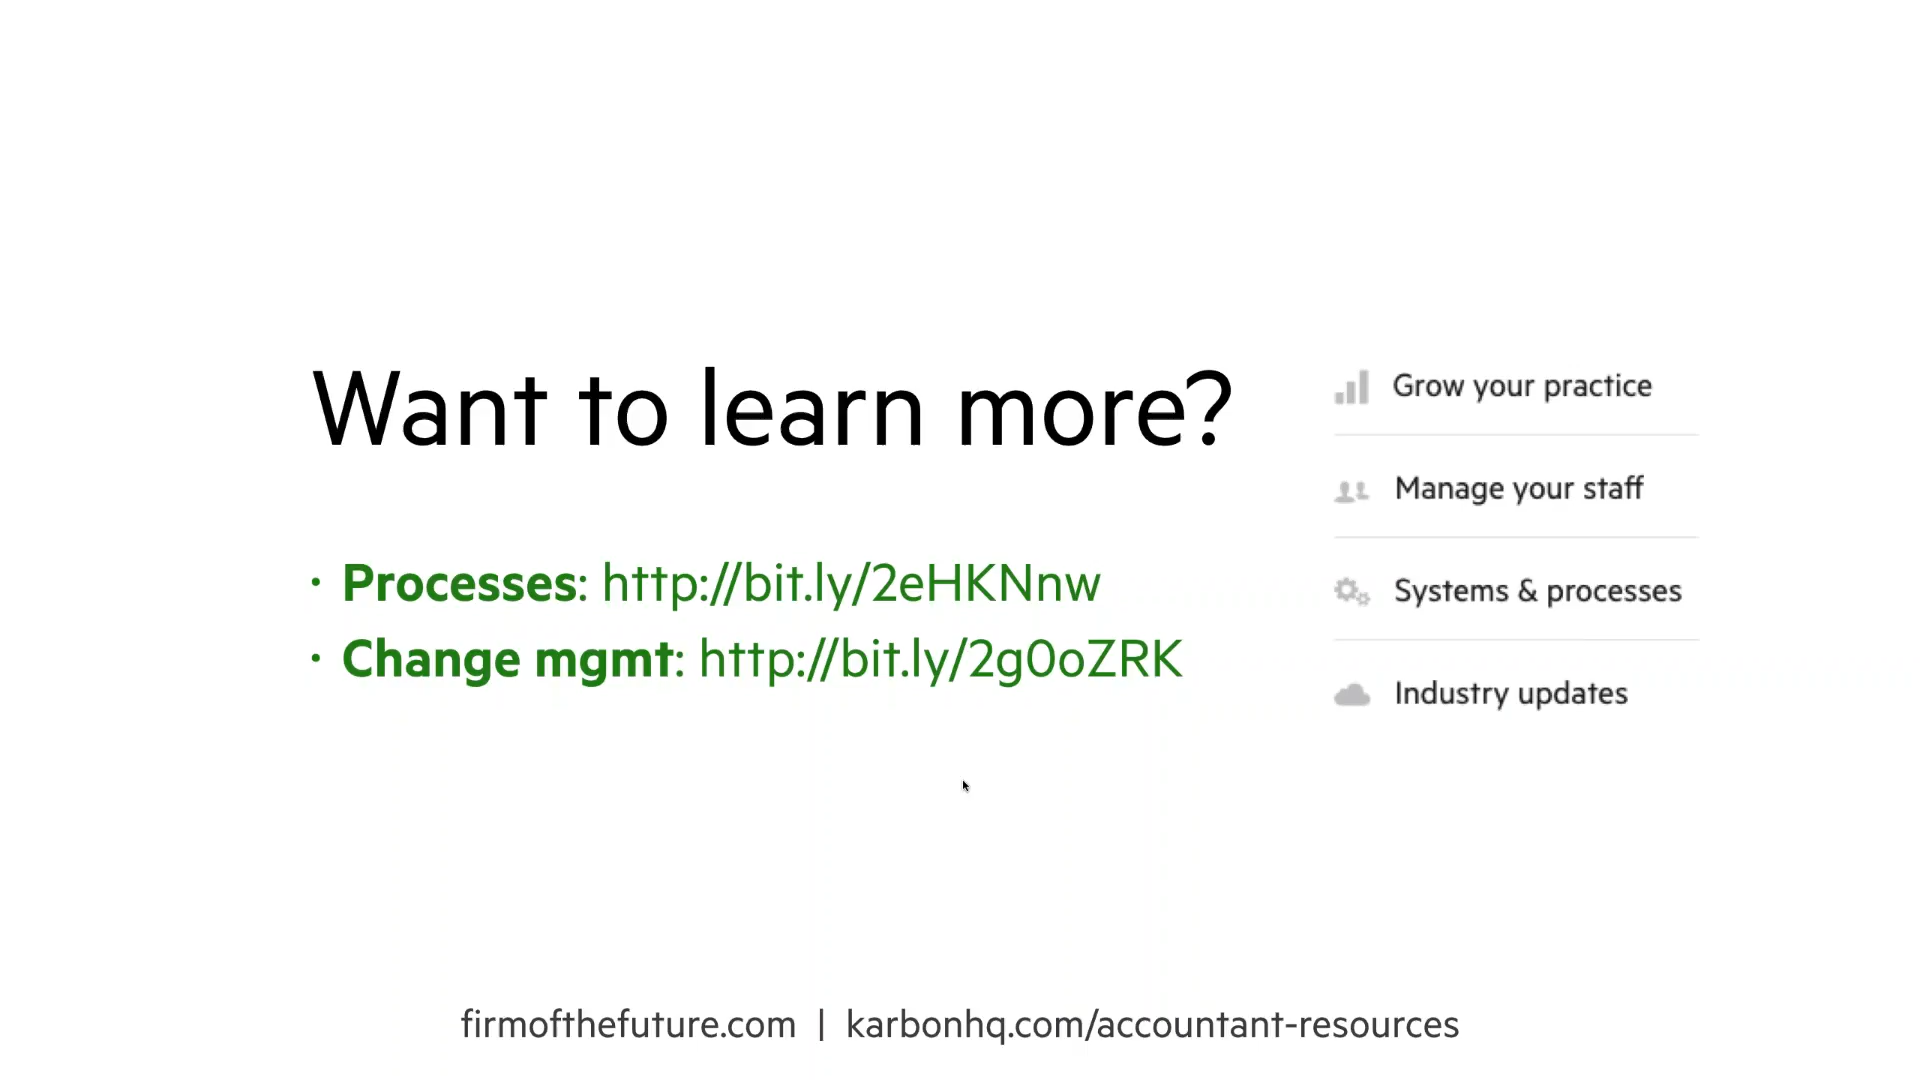 Want to learn more?
• Processes: http://bit.ly/2eHKNnw
• Change mgmt: http://bit.ly/2g0oZRK
Grow your practice
Manage your staff
Systems & processes
Industry updates
firmofthefuture.com | karbonhq.com/accountant-resources